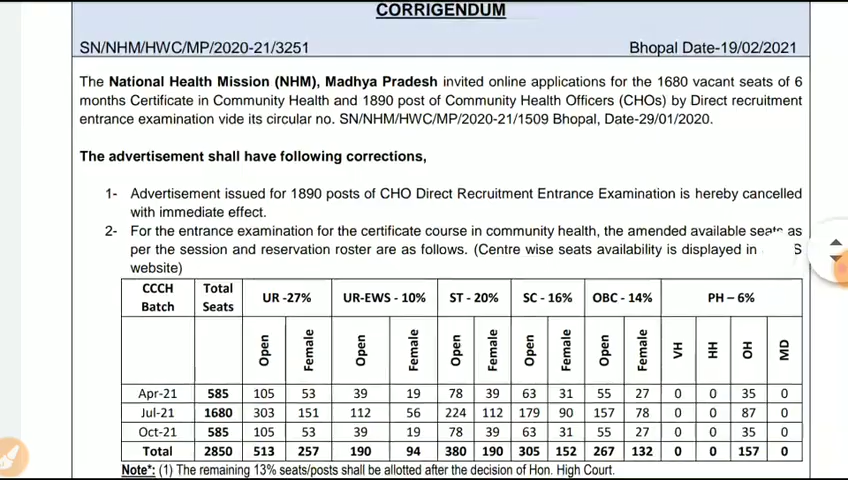 CORRIGENDUM
SN/NHM/HWC/MP/2020-21/3251 Bhopal Date-19/02/2021
The National Health Mission (NHM), Madhya Pradesh invited online applications for the 1680 vacant seats of 6
months Certificate in Community Health and 1890 post of Community Health Officers (CHOs) by Direct recruitment
entrance examination vide its circular no. SN/NHM/HWC/MP/2020-21/1509 Bhopal, Date-29/01/2020.
The advertisement shall have following corrections,
1- Advertisement issued for 1890 posts of CHO Direct Recruitment Entrance Examination is hereby cancelled
with immediate effect.
2- For the entrance examination for the certificate course in community health, the amended available seats as
per the session and reservation roster are as follows. (Centre wise seats availability is displayed in S
website)
CCCH Batch Total Seats UR -27% UR-EWS - 10% ST - 20% SC - 16% OBC - 14% PH – 6%
Open Female Open Female Open Female Open Female Open Female VH HH OH MD
Apr-21 585 105 53 39 19 78 39 63 31 55 27 0 0 35 0
Jul-21 1680 303 151 112 56 224 112 179 90 157 78 0 0 87 0
Oct-21 585 105 53 39 19 78 39 63 31 55 27 0 0 35 0
Total 2850 513 257 190 94 380 190 305 152 267 132 0 0 157 0
Note*: (1) The remaining 13% seats/posts shall be allotted after the decision of Hon. High Court.